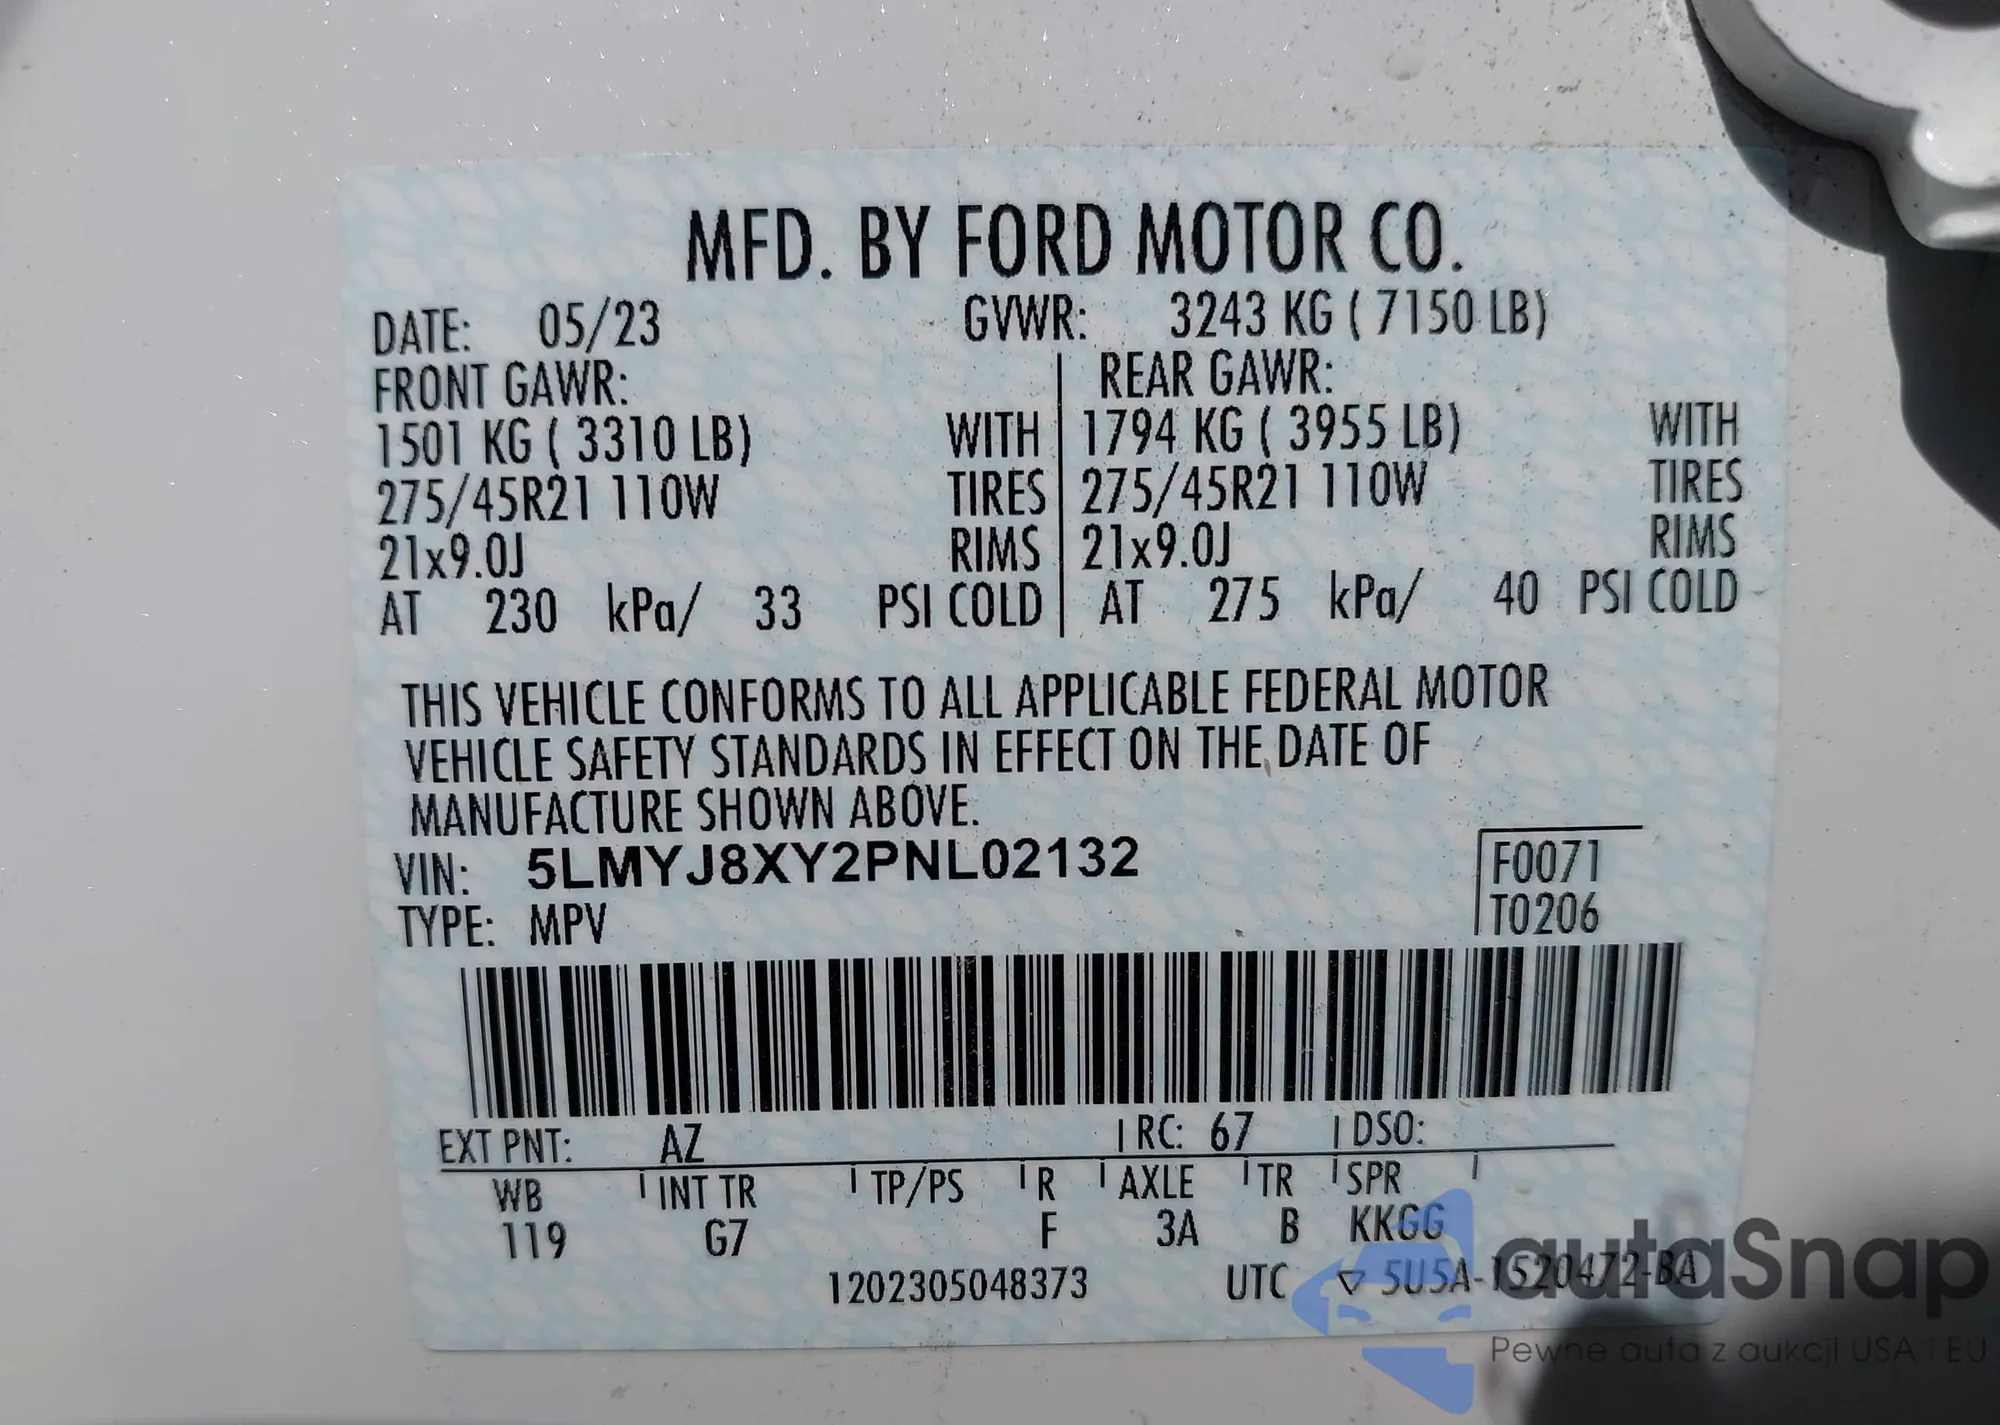 MFD. BY FORD MOTOR CO.
DATE: 05/23 GVWR: 3243 KG ( 7150 LB)
FRONT GAWR: REAR GAWR:
1501 KG ( 3310 LB) WITH 1794 KG ( 3955 LB) WITH
275/45R21 110W TIRES 275/45R21 110W TIRES
21x9.0J RIMS 21x9.0J RIMS
AT 230 kPa/ 33 PSI COLD AT 275 kPa/ 40 PSI COLD
THIS VEHICLE CONFORMS TO ALL APPLICABLE FEDERAL MOTOR
VEHICLE SAFETY STANDARDS IN EFFECT ON THE DATE OF
MANUFACTURE SHOWN ABOVE.
VIN: 5LMYJ8XY2PNL02132 F0071
TYPE: MPV T0206
EXT PNT: AZ RC: 67 DSO:
WB INT TR TP/PS R AXLE TR SPR
119 G7 F 3A B KKGG
1202305048373 UTC 5U5A-1520472-BA
autaSnap
Pewne auta z aukcji USA i EU